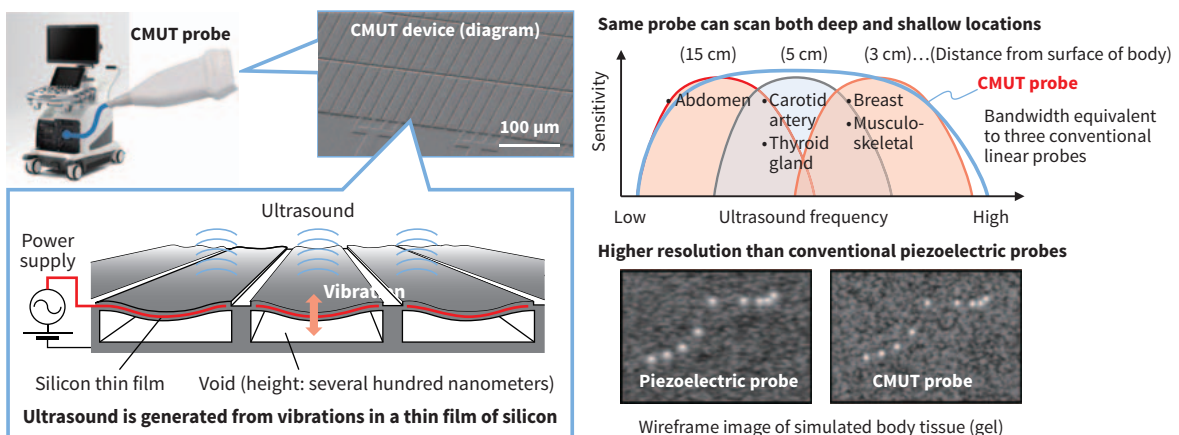 CMUT probe
CMUT device (diagram)
100 µm
Ultrasound
Power
supply
Vibration
Silicon thin film
Void (height: several hundred nanometers)
Ultrasound is generated from vibrations in a thin film of silicon
Same probe can scan both deep and shallow locations
(15 cm) (5 cm) (3 cm)…(Distance from surface of body)
Sensitivity
•Abdomen
•Carotid
artery
•Thyroid
gland
•Breast
•Musculo-
skeletal
CMUT probe
Bandwidth equivalent
to three conventional
linear probes
Low Ultrasound frequency High
Higher resolution than conventional piezoelectric probes
Piezoelectric probe
CMUT probe
Wireframe image of simulated body tissue (gel)